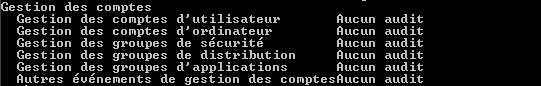 Gestion des comptes
Gestion des comptes d'utilisateur Aucun audit
Gestion des comptes d'ordinateur Aucun audit
Gestion des groupes de sécurité Aucun audit
Gestion des groupes de distribution Aucun audit
Gestion des groupes d'applications Aucun audit
Autres événements de gestion des comptesAucun audit